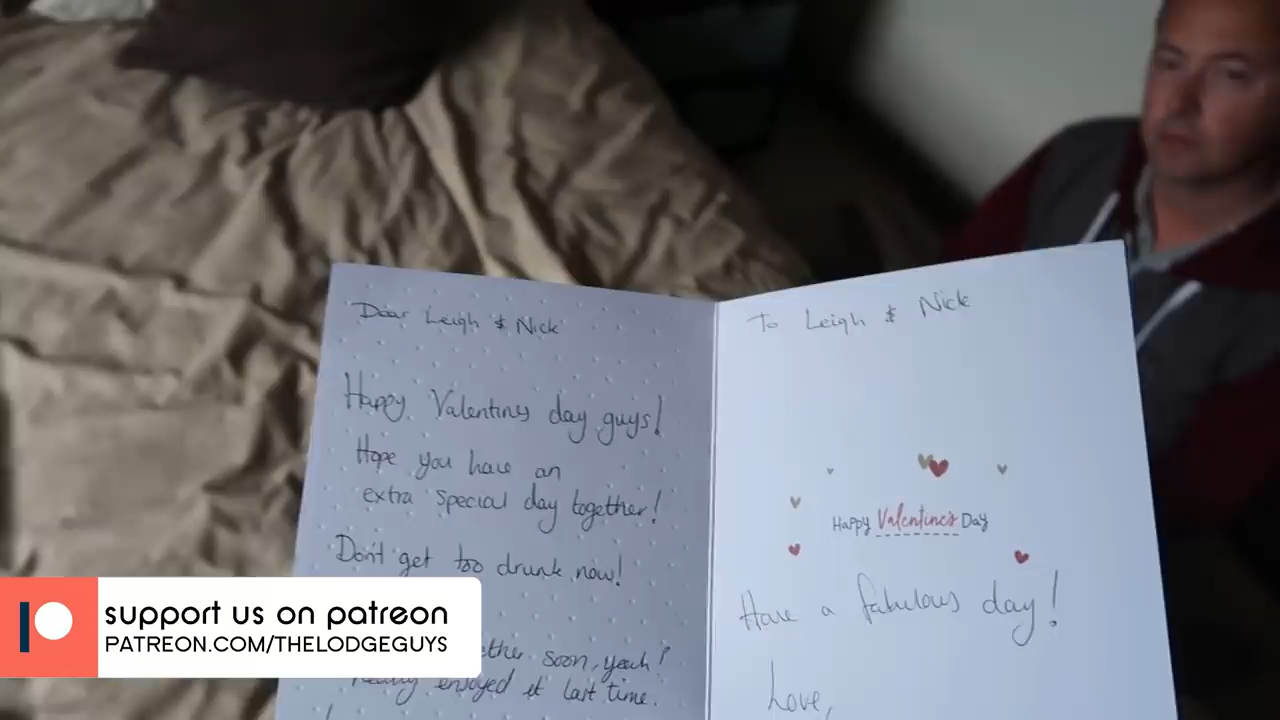 Dear Leigh & Nick
Happy Valentines day guys!
Hope you have an
extra special day together!
Don't get too drunk now!
soon, yeah?
enjoyed it last time.
To Leigh & Nick
Happy Valentine's Day
Have a fabulous day!
Love,
support us on patreon
PATREON.COM/THELODGEGUYS